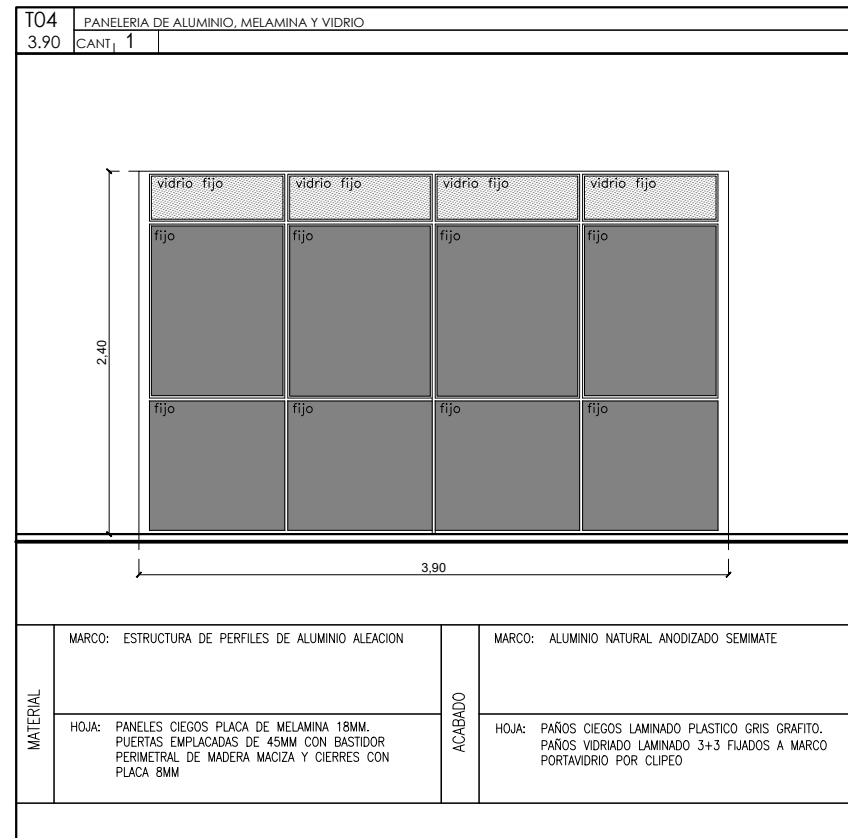 T04 PANELERIA DE ALUMINIO, MELAMINA Y VIDRIO
3.90 CANT¡ 1
vidrio fijo vidrio fijo vidrio fijo vidrio fijo
fijo fijo fijo fijo
2,40
fijo fijo fijo fijo
3,90
MATERIAL
MARCO: ESTRUCTURA DE PERFILES DE ALUMINIO ALEACION
HOJA: PANELES CIEGOS PLACA DE MELAMINA 18MM.
PUERTAS EMPLACADAS DE 45MM CON BASTIDOR
PERIMETRAL DE MADERA MACIZA Y CIERRES CON
PLACA 8MM
ACABADO
MARCO: ALUMINIO NATURAL ANODIZADO SEMIMATE
HOJA: PAÑOS CIEGOS LAMINADO PLASTICO GRIS GRAFITO.
PAÑOS VIDRIADO LAMINADO 3+3 FIJADOS A MARCO
PORTAVIDRIO POR CLIPEO